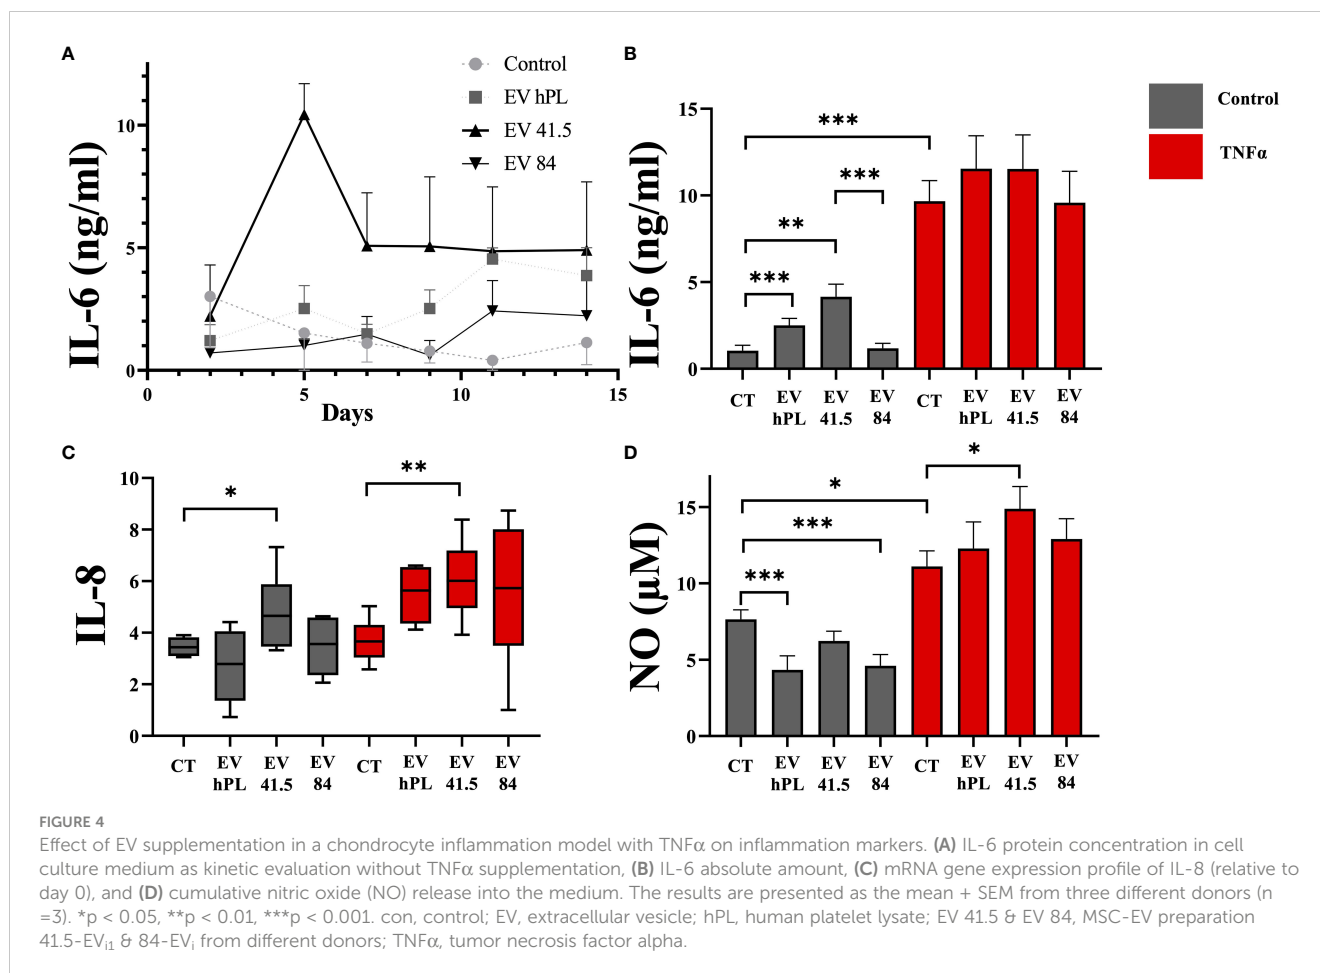 A
Control
EV hPL
EV 41.5
EV 84
IL-6 (ng/ml)
10
5
0
0
5
10
15
Days
B
Control
TNFα
IL-6 (ng/ml)
15
10
5
0
***
***
**
***
CT
EV hPL
EV 41.5
EV 84
CT
EV hPL
EV 41.5
EV 84
C
IL-8
10
8
6
4
2
0
*
**
CT
EV hPL
EV 41.5
EV 84
CT
EV hPL
EV 41.5
EV 84
D
NO (µM)
15
10
5
0
*
*
***
***
CT
EV hPL
EV 41.5
EV 84
CT
EV hPL
EV 41.5
EV 84
FIGURE 4
Effect of EV supplementation in a chondrocyte inflammation model with TNFα on inflammation markers. (A) IL-6 protein concentration in cell
culture medium as kinetic evaluation without TNFα supplementation, (B) IL-6 absolute amount, (C) mRNA gene expression profile of IL-8 (relative to
day 0), and (D) cumulative nitric oxide (NO) release into the medium. The results are presented as the mean + SEM from three different donors (n
=3). *p < 0.05, **p < 0.01, ***p < 0.001. con, control; EV, extracellular vesicle; hPL, human platelet lysate; EV 41.5 & EV 84, MSC-EV preparation
41.5-EVi1 & 84-EVi from different donors; TNFα, tumor necrosis factor alpha.